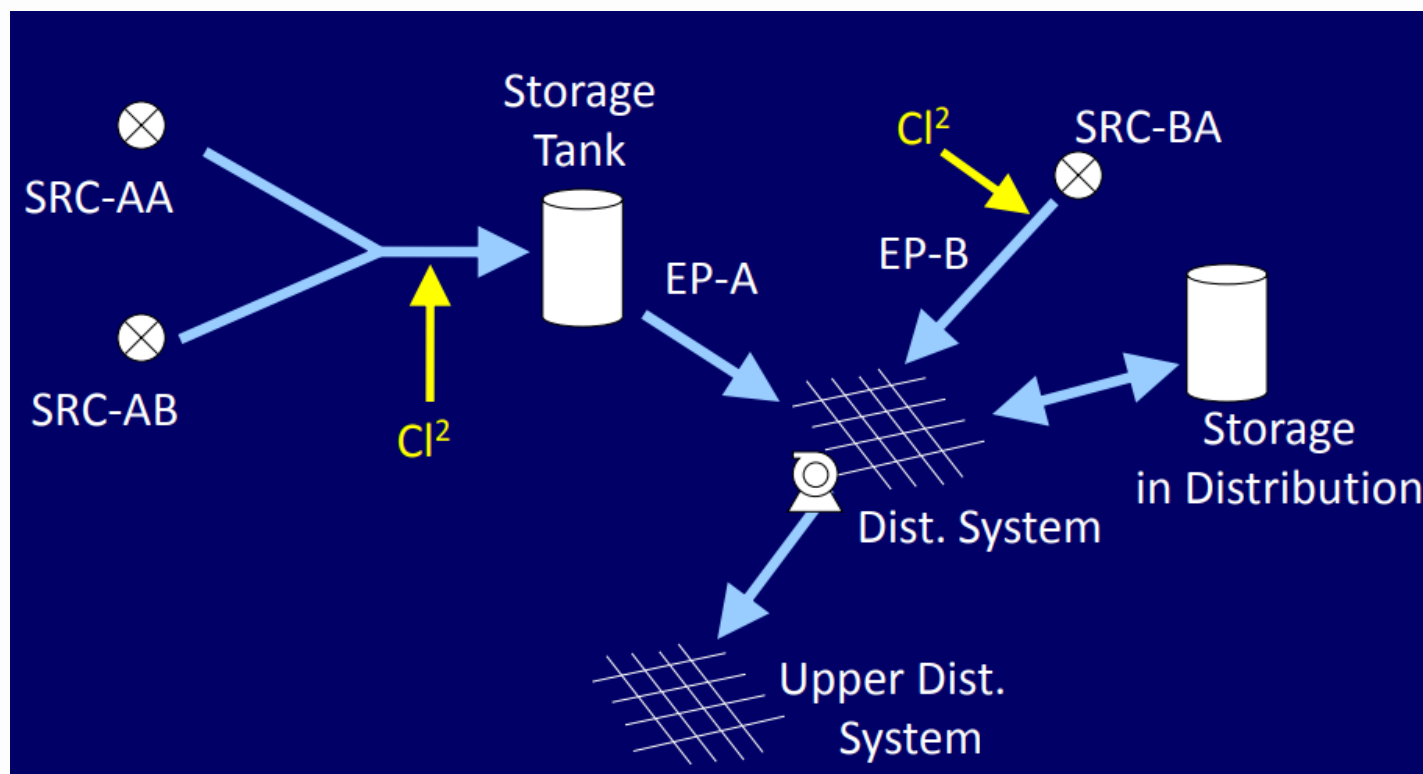 Storage
Tank
Cl²
SRC-BA
SRC-AA
EP-B
EP-A
SRC-AB
Cl²
Storage
in Distribution
Dist. System
Upper Dist.
System